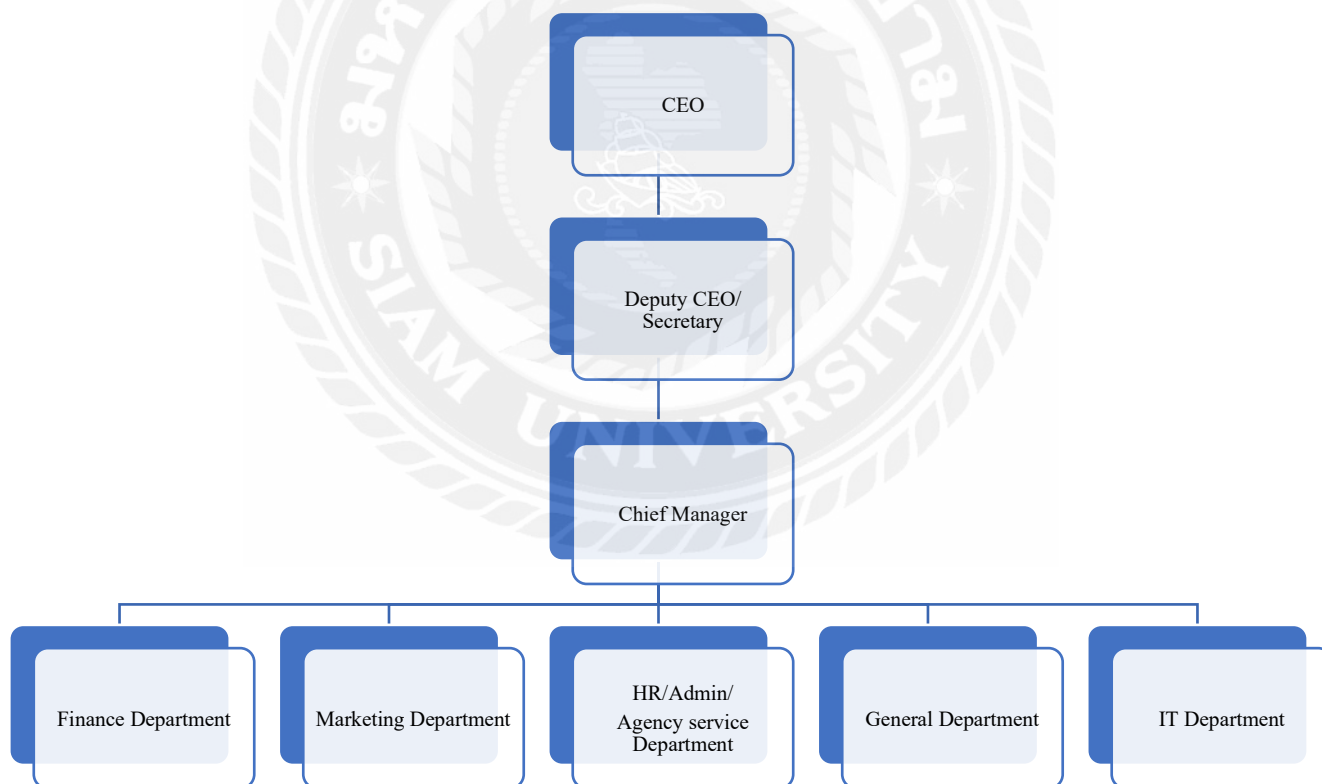 CEO
Deputy CEO/
Secretary
Chief Manager
Finance Department
Marketing Department
HR/Admin/
Agency service
Department
General Department
IT Department
SIAM UNIVERSITY